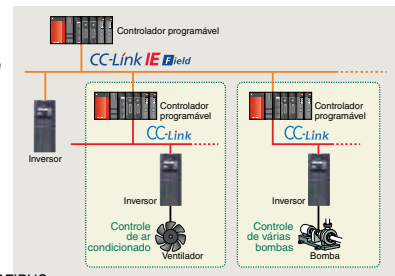 Controlador programável
CC-Link IE Field
Controlador
programável
CC-Link
Inversor
Inversor
Controle
de ar
condicionado
Ventilador
Controlador
programável
CC-Link
Inversor
Controle
de várias
bombas
Bomba